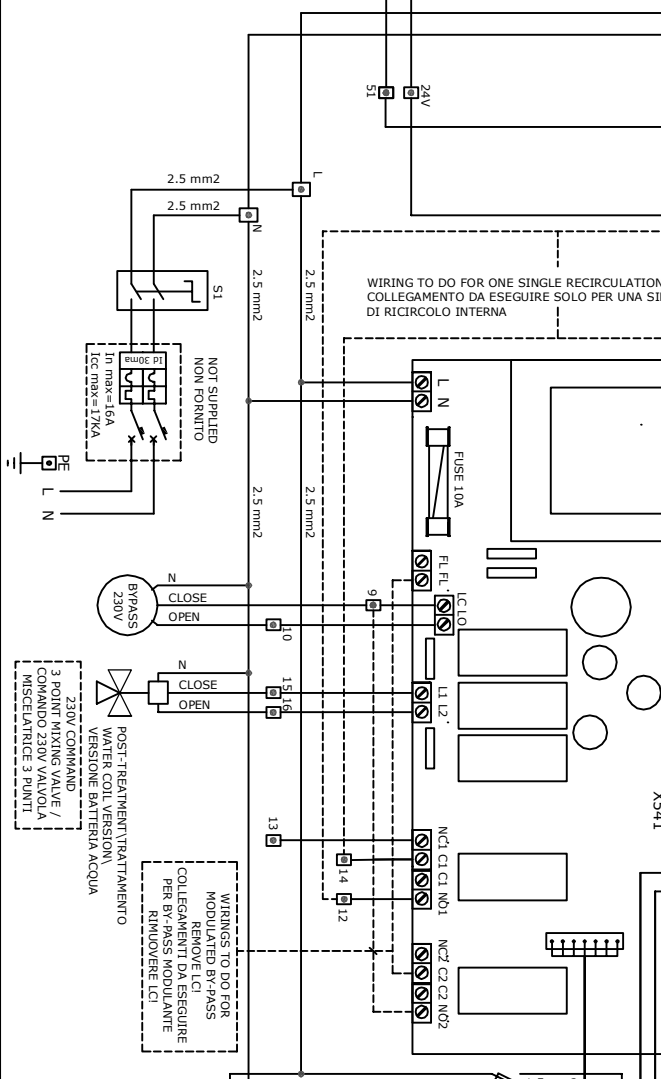 51
24V
L
2.5 mm2
2.5 mm2
N
S1
2.5 mm2
2.5 mm2
WIRING TO DO FOR ONE SINGLE RECIRCULATION
COLLEGAMENTO DA ESEGUIRE SOLO PER UNA
DI RICIRCOLO INTERNA
Id 30ma
In max=16A
Icc max=17KA
NOT SUPPLIED
NON FORNITO
L
N
PE
L
N
FUSE 10A
2.5 mm2
2.5 mm2
FL FL
LC LO
BYPASS
230V
N
CLOSE
OPEN
9
10
N
CLOSE
OPEN
15
16
L1 L2
230V COMMAND
3 POINT MIXING VALVE /
COMANDO 230V VALVOLA
MISCELATRICE 3 PUNTI
POST-TREATMENT\TRATTAMENTO
WATER COIL VERSION\
VERSIONE BATTERIA ACQUA
X541
13
14
12
NC1 C1 C1 NO1
WIRINGS TO DO FOR
MODULATED BY-PASS
REMOVE LC!
COLLEGAMENTI DA ESEGUIRE
PER BY-PASS MODULANTE
RIMUOVERE LC!
NC2 C2 C2 NO2